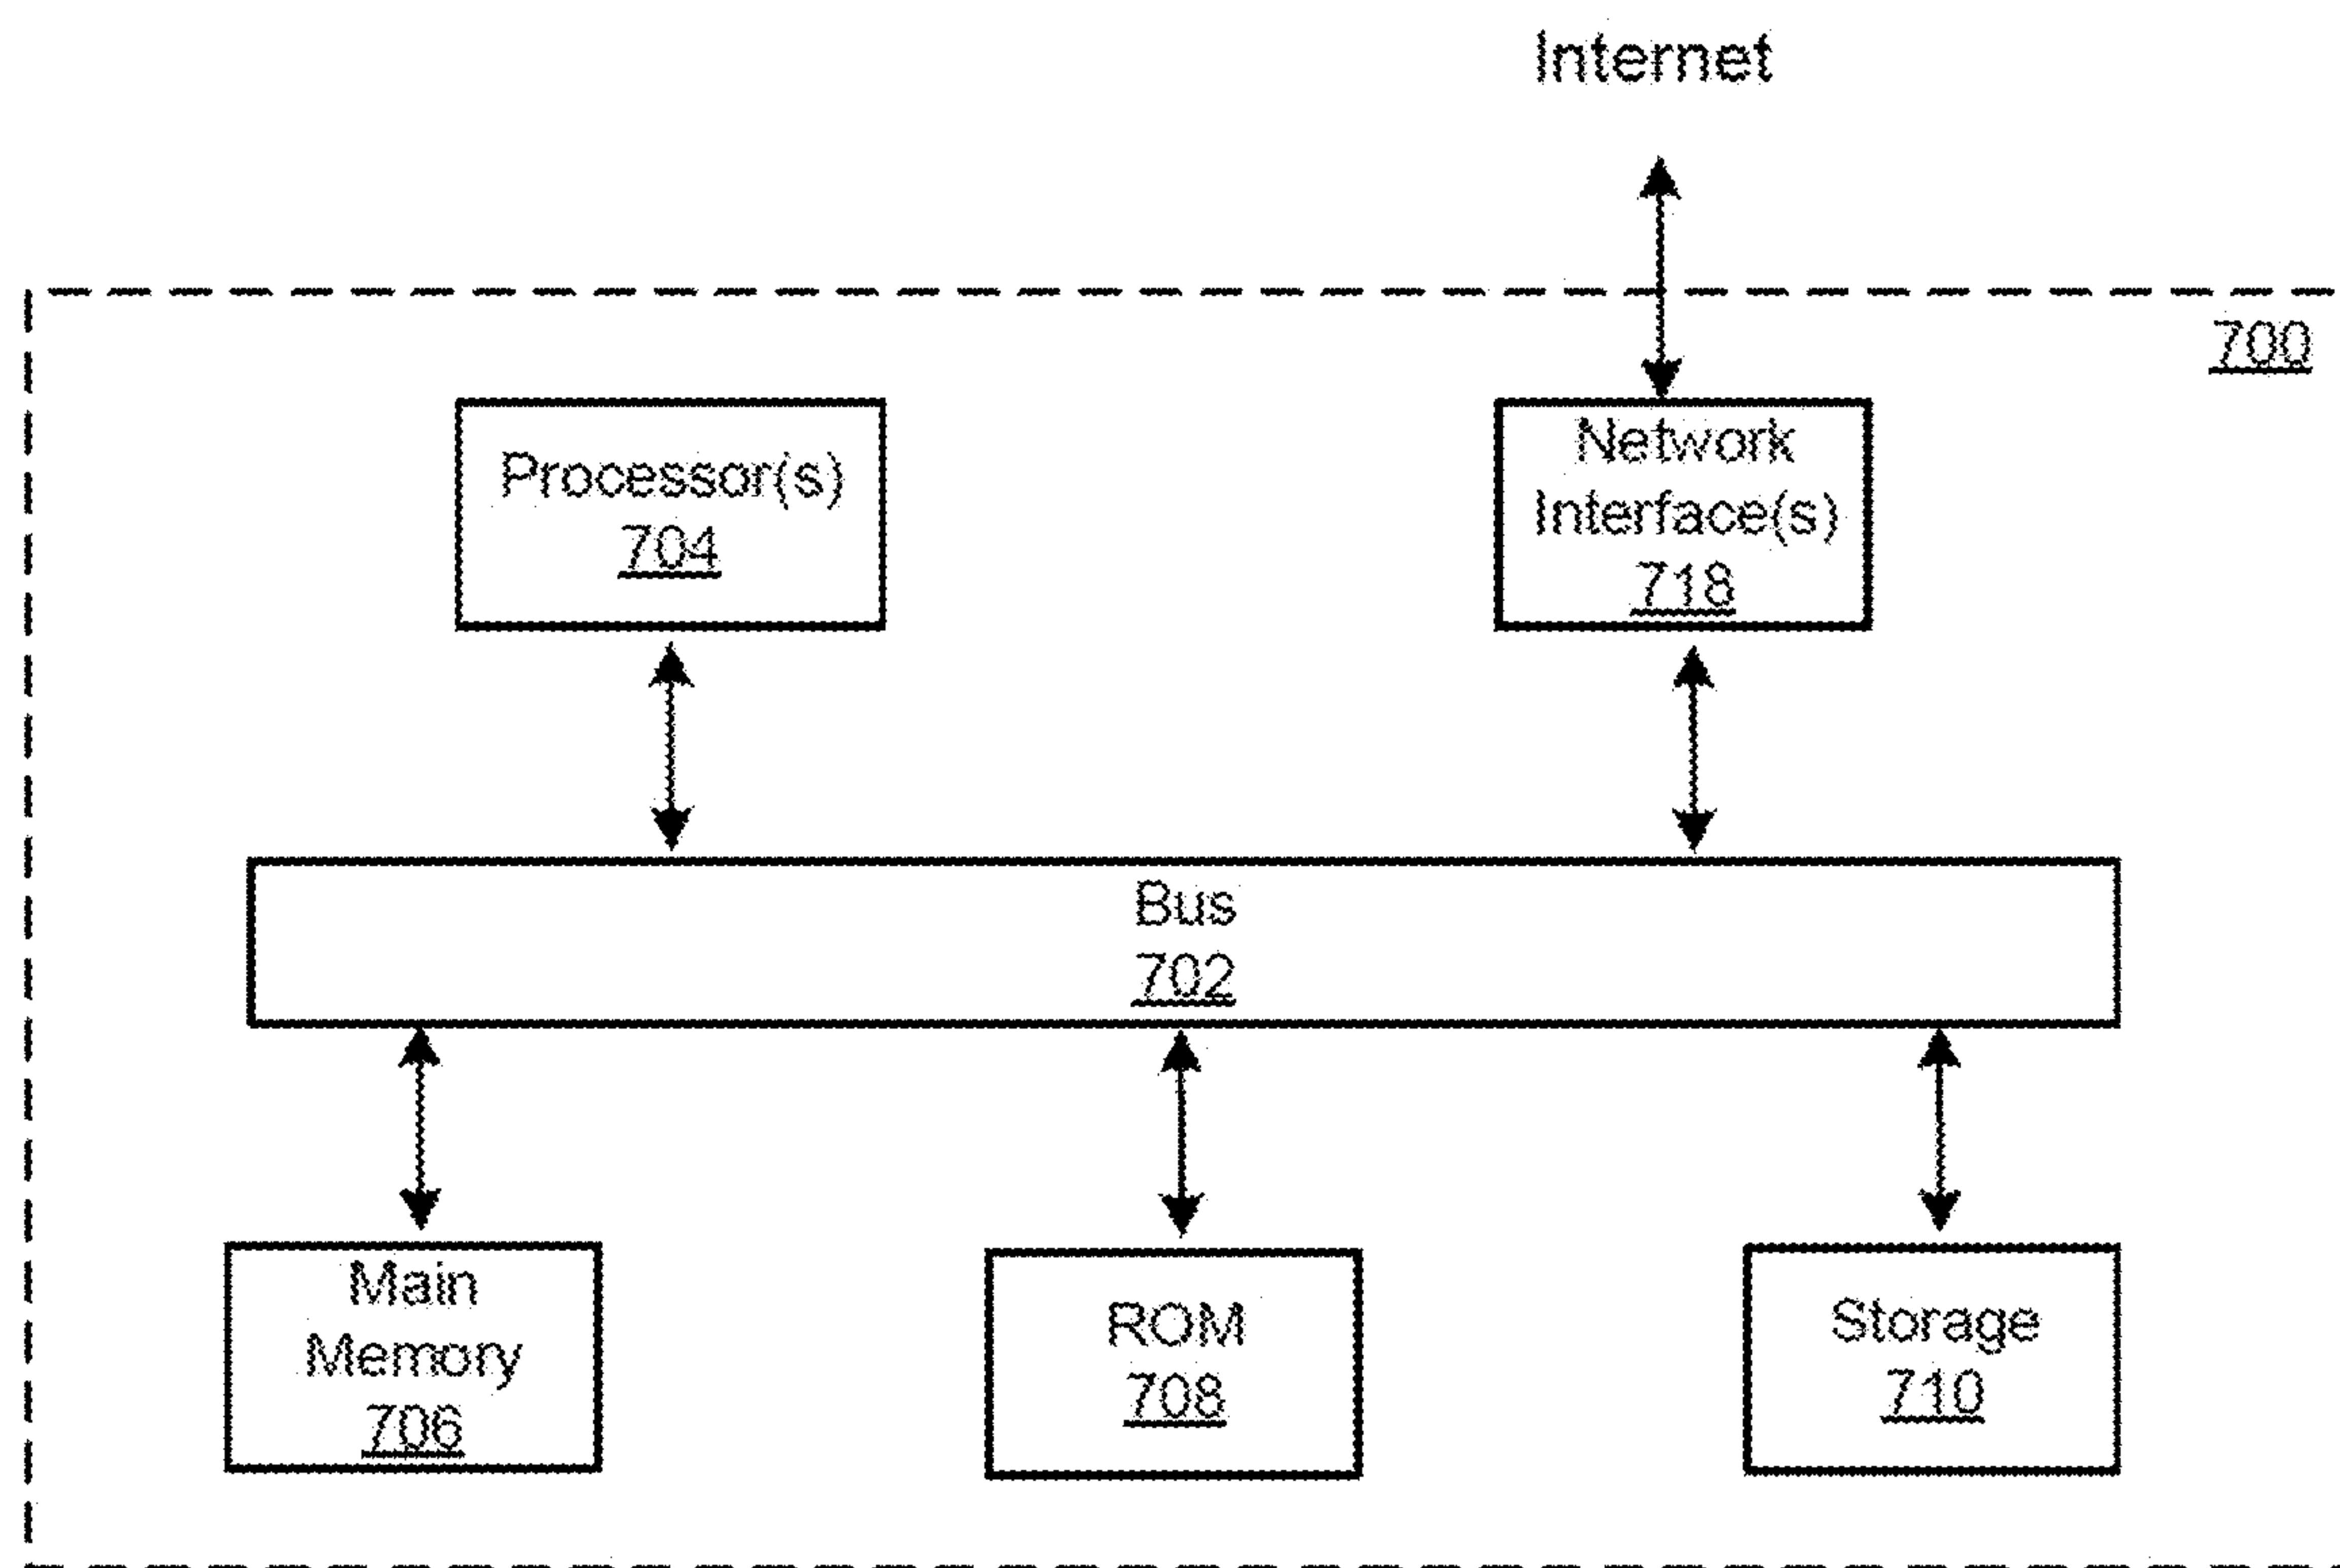 Internet
700
Processor(s)
704
Network
Interface(s)
718
Bus
702
Main
Memory
706
ROM
708
Storage
710